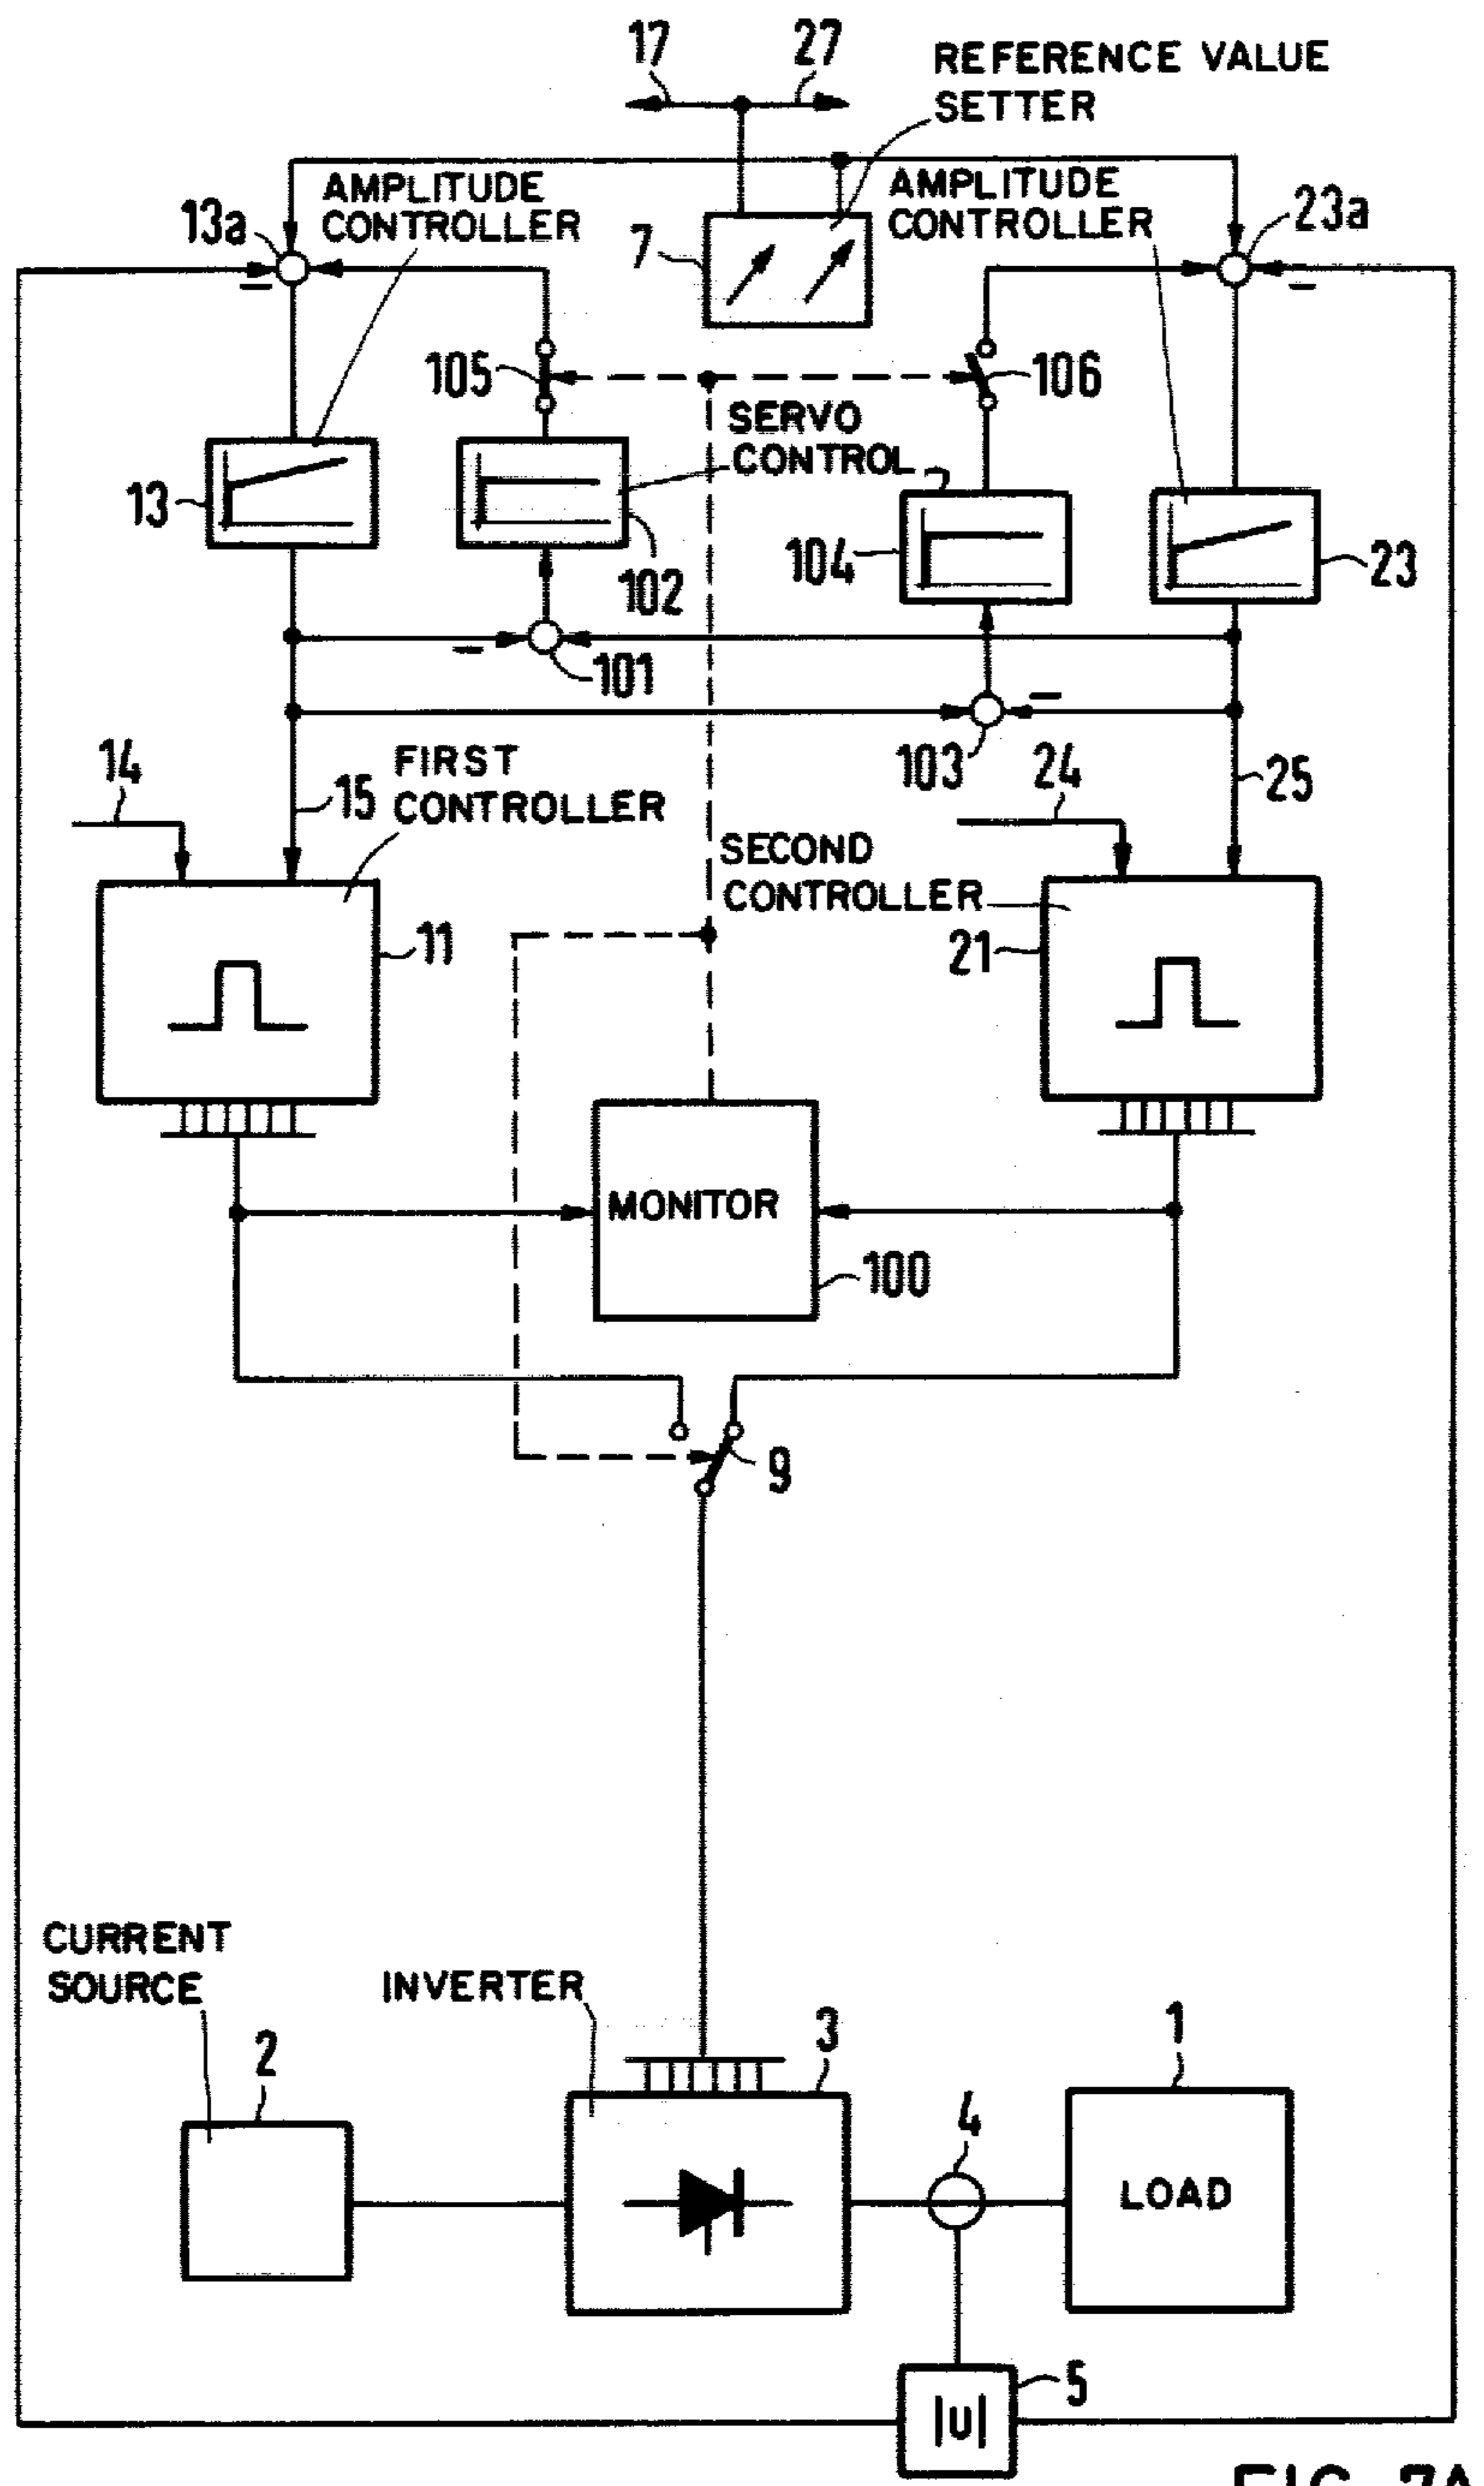 17
27
REFERENCE VALUE
SETTER
AMPLITUDE
CONTROLLER
13a
7
AMPLITUDE
CONTROLLER
23a
105
106
SERVO
CONTROL
13
102
104
23
101
103
14
FIRST
CONTROLLER
15
24
25
SECOND
CONTROLLER
11
21
MONITOR
100
9
CURRENT
SOURCE
INVERTER
2
3
1
4
LOAD
5
|U|
FIG. 7A